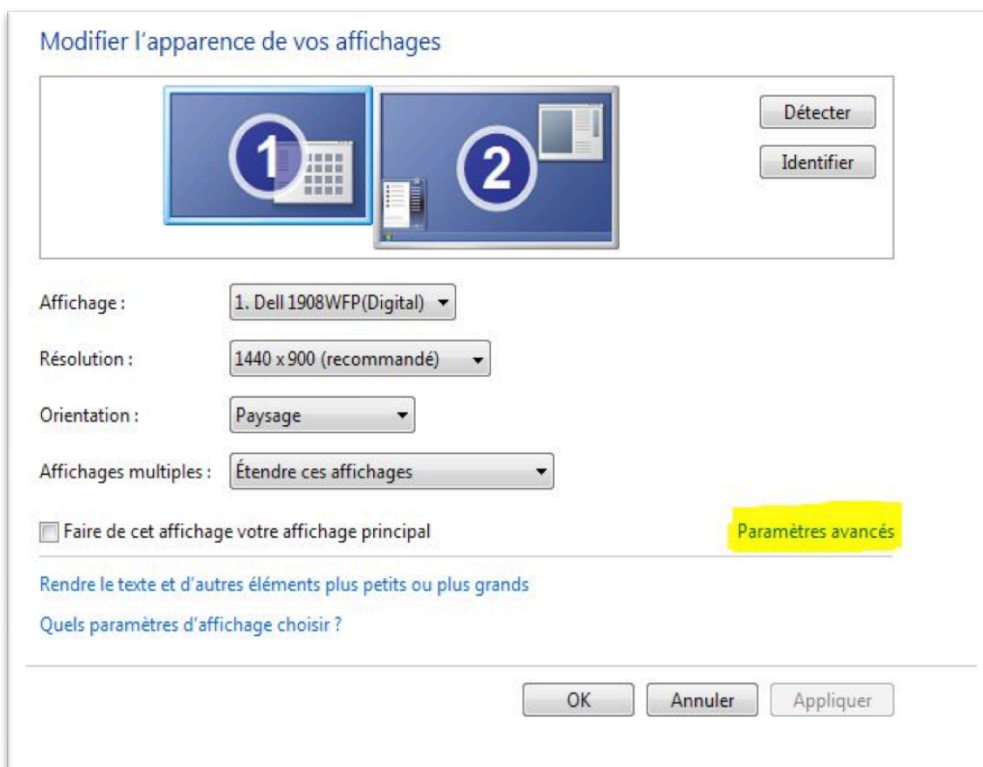 Modifier l'apparence de vos affichages
1
2
Détecter
Identifier
Affichage :
1. Dell 1908WFP(Digital)
Résolution :
1440 x 900 (recommandé)
Orientation :
Paysage
Affichages multiples :
Étendre ces affichages
Faire de cet affichage votre affichage principal
Paramètres avancés
Rendre le texte et d'autres éléments plus petits ou plus grands
Quels paramètres d'affichage choisir ?
OK
Annuler
Appliquer